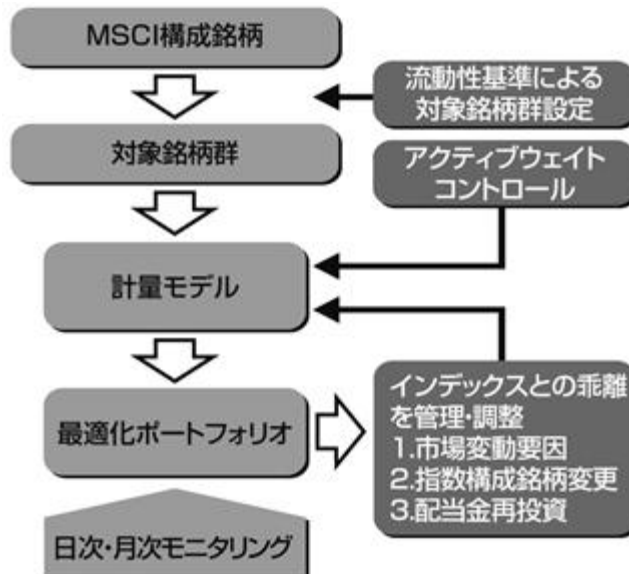 MSCI構成銘柄
流動性基準による
対象銘柄群設定
対象銘柄群
アクティブウェイト
コントロール
計量モデル
最適化ポートフォリオ
インデックスとの乖離
を管理・調整
1.市場変動要因
2.指数構成銘柄変更
3.配当金再投資
日次・月次モニタリング